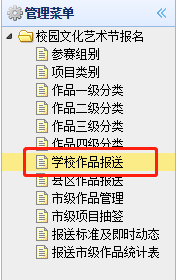 管理菜单
校园文化艺术节报名
参赛组别
项目类别
作品一级分类
作品二级分类
作品三级分类
作品四级分类
学校作品报送
县区作品报送
市级作品管理
市级项目抽签
报送标准及即时动态
报送市级作品统计表